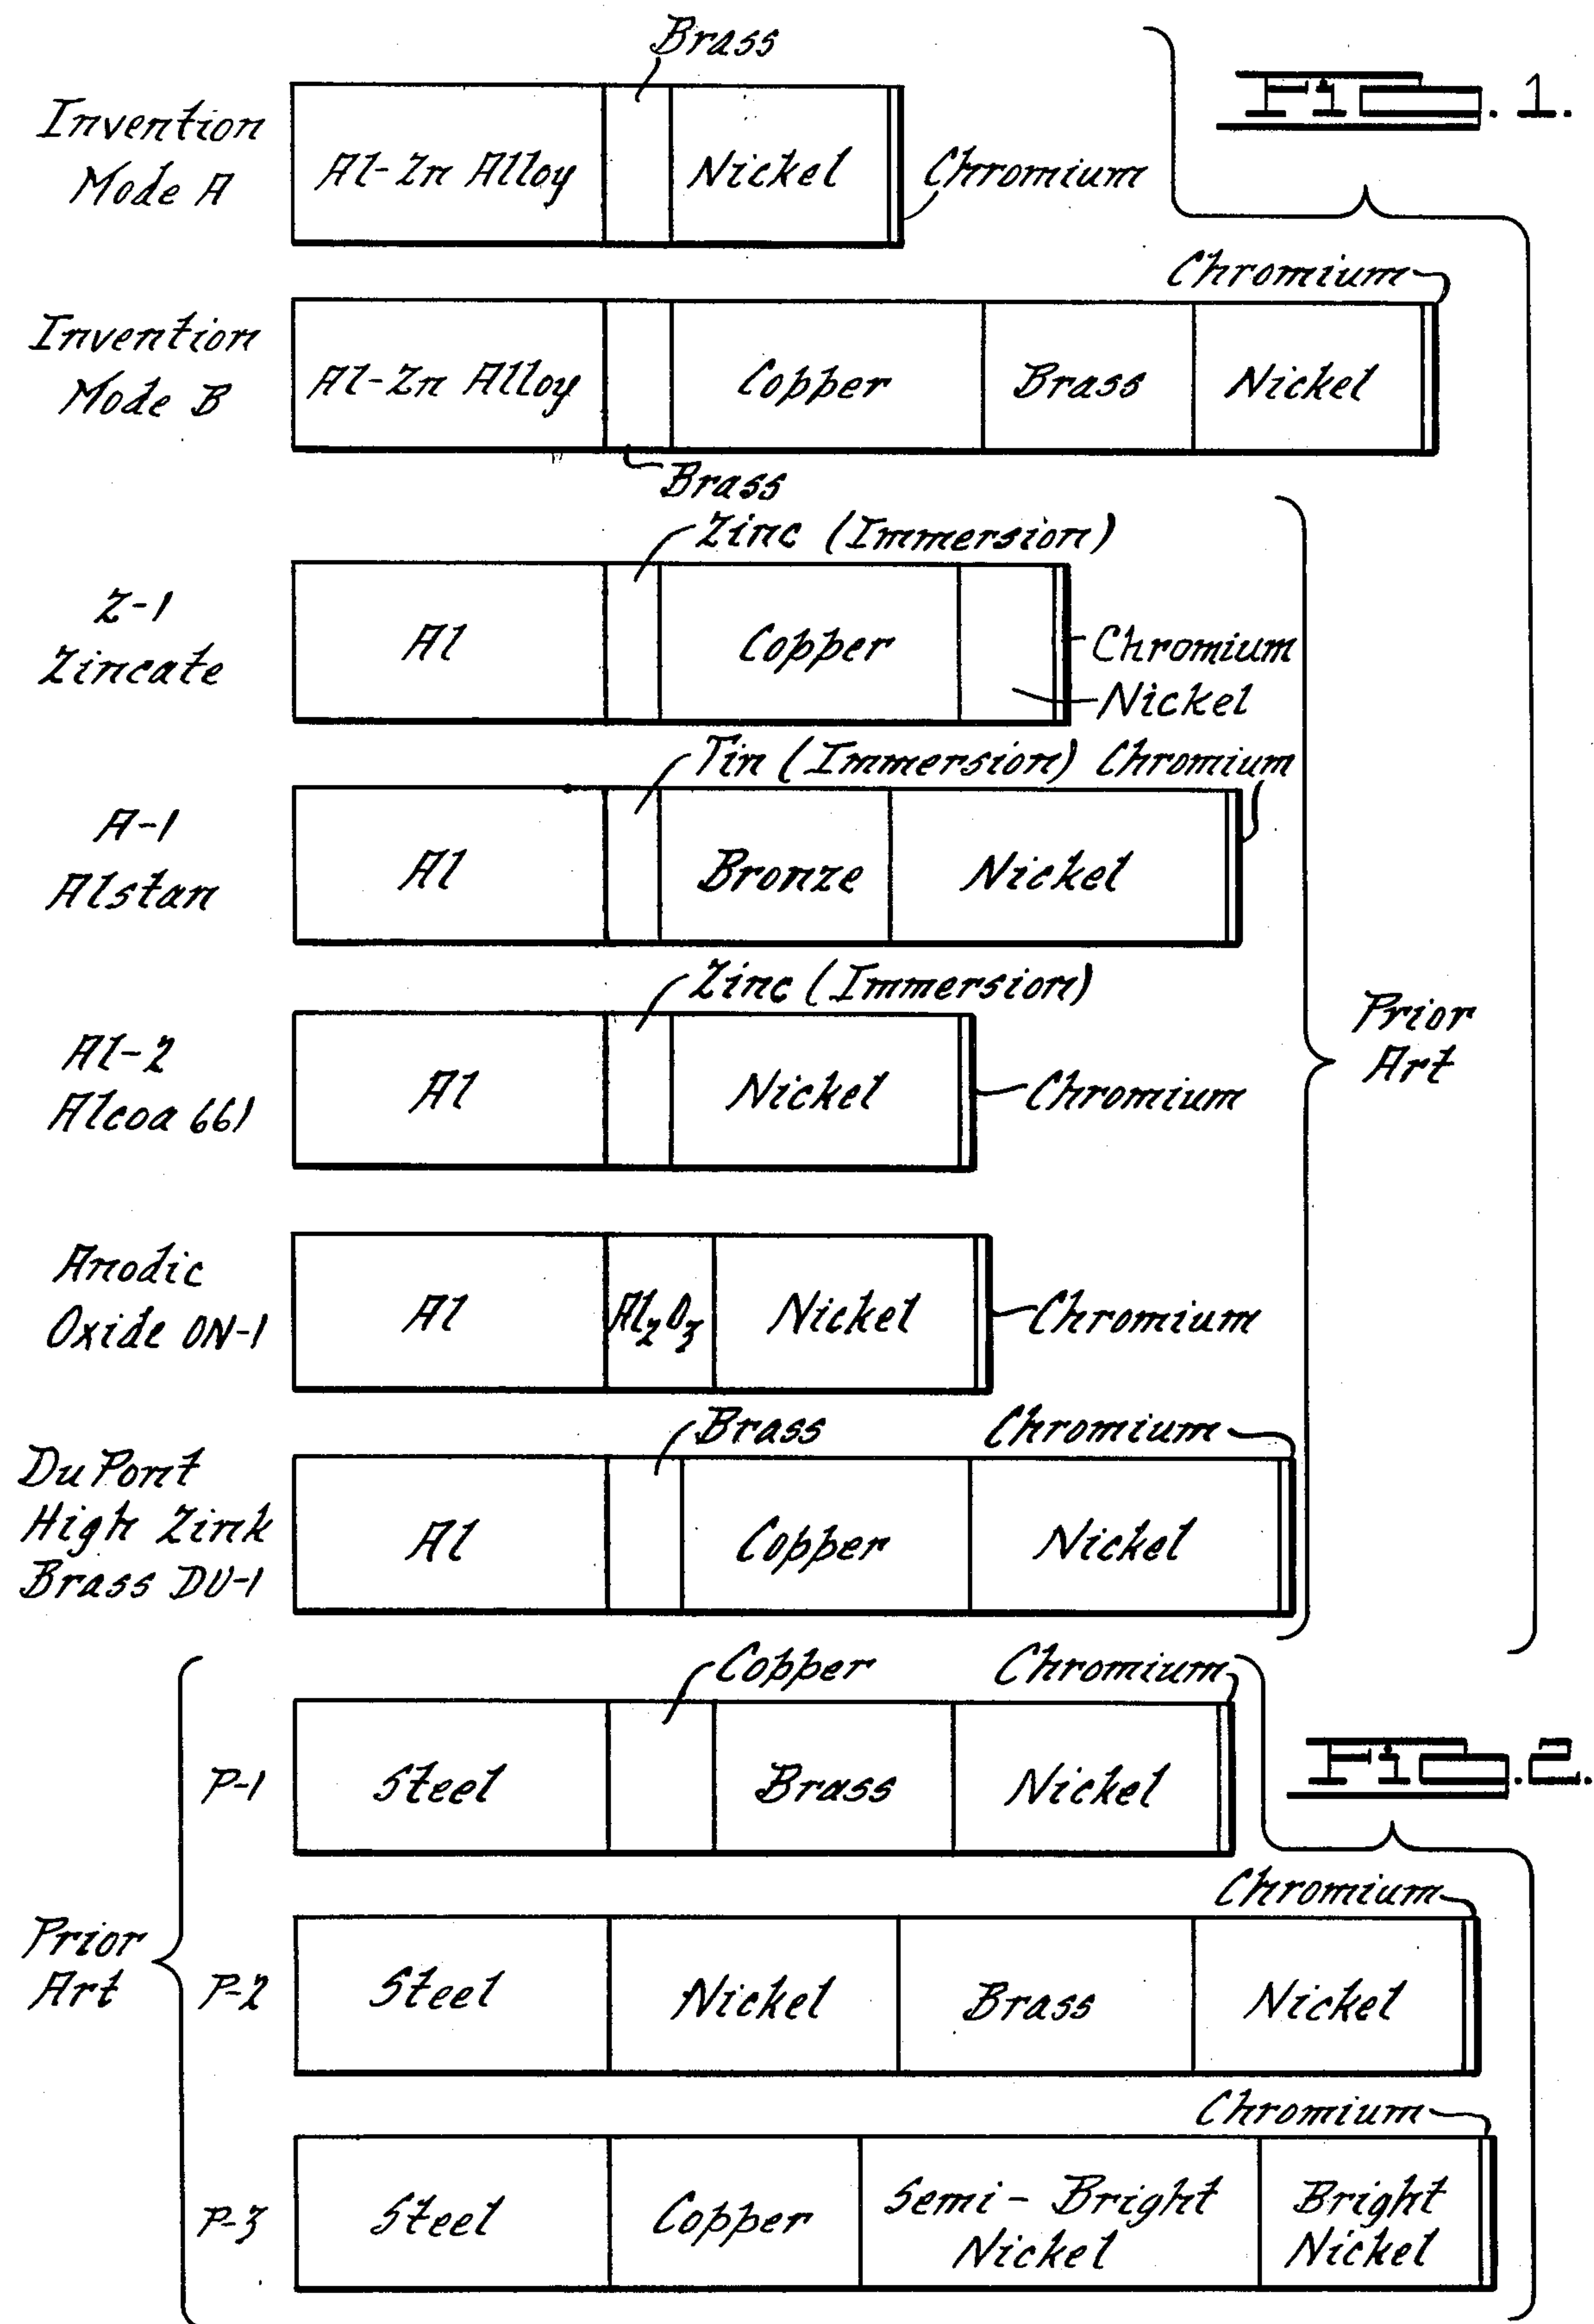 Brass
Fig. 1.
Invention
Mode A
Al-Zn Alloy
Nickel
Chromium
Chromium
Invention
Mode B
Al-Zn Alloy
Copper
Brass
Nickel
Brass
Zinc (Immersion)
Z-1
Zincate
Al
Copper
Chromium
Nickel
Tin (Immersion)
Chromium
A-1
Alstan
Al
Bronze
Nickel
Zinc (Immersion)
Al-2
Alcoa 661
Al
Nickel
Chromium
Prior
Art
Anodic
Oxide ON-1
Al
Al₂O₃
Nickel
Chromium
Brass
Chromium
DuPont
High Zink
Brass DU-1
Al
Copper
Nickel
Copper
Chromium
Fig. 2.
P-1
Steel
Brass
Nickel
Chromium
Prior
Art
P-2
Steel
Nickel
Brass
Nickel
Chromium
P-3
Steel
Copper
Semi-Bright
Nickel
Bright
Nickel